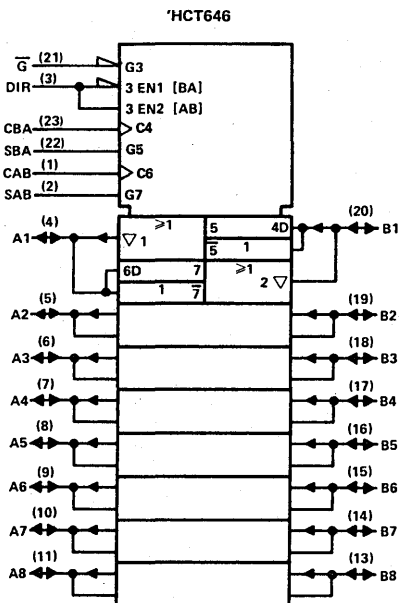 'HCT646
G̅ (21) G3
DIR (3) 3 EN1 [BA]
3 EN2 [AB]
CBA (23) C4
SBA (22) G5
CAB (1) C6
SAB (2) G7
A1 (4) ⩾1 5 4D (20) B1
▽ 1 5̅ 1
6D 7 ⩾1
1 7̅ 2 ▽
A2 (5) (19) B2
A3 (6) (18) B3
A4 (7) (17) B4
A5 (8) (16) B5
A6 (9) (15) B6
A7 (10) (14) B7
A8 (11) (13) B8